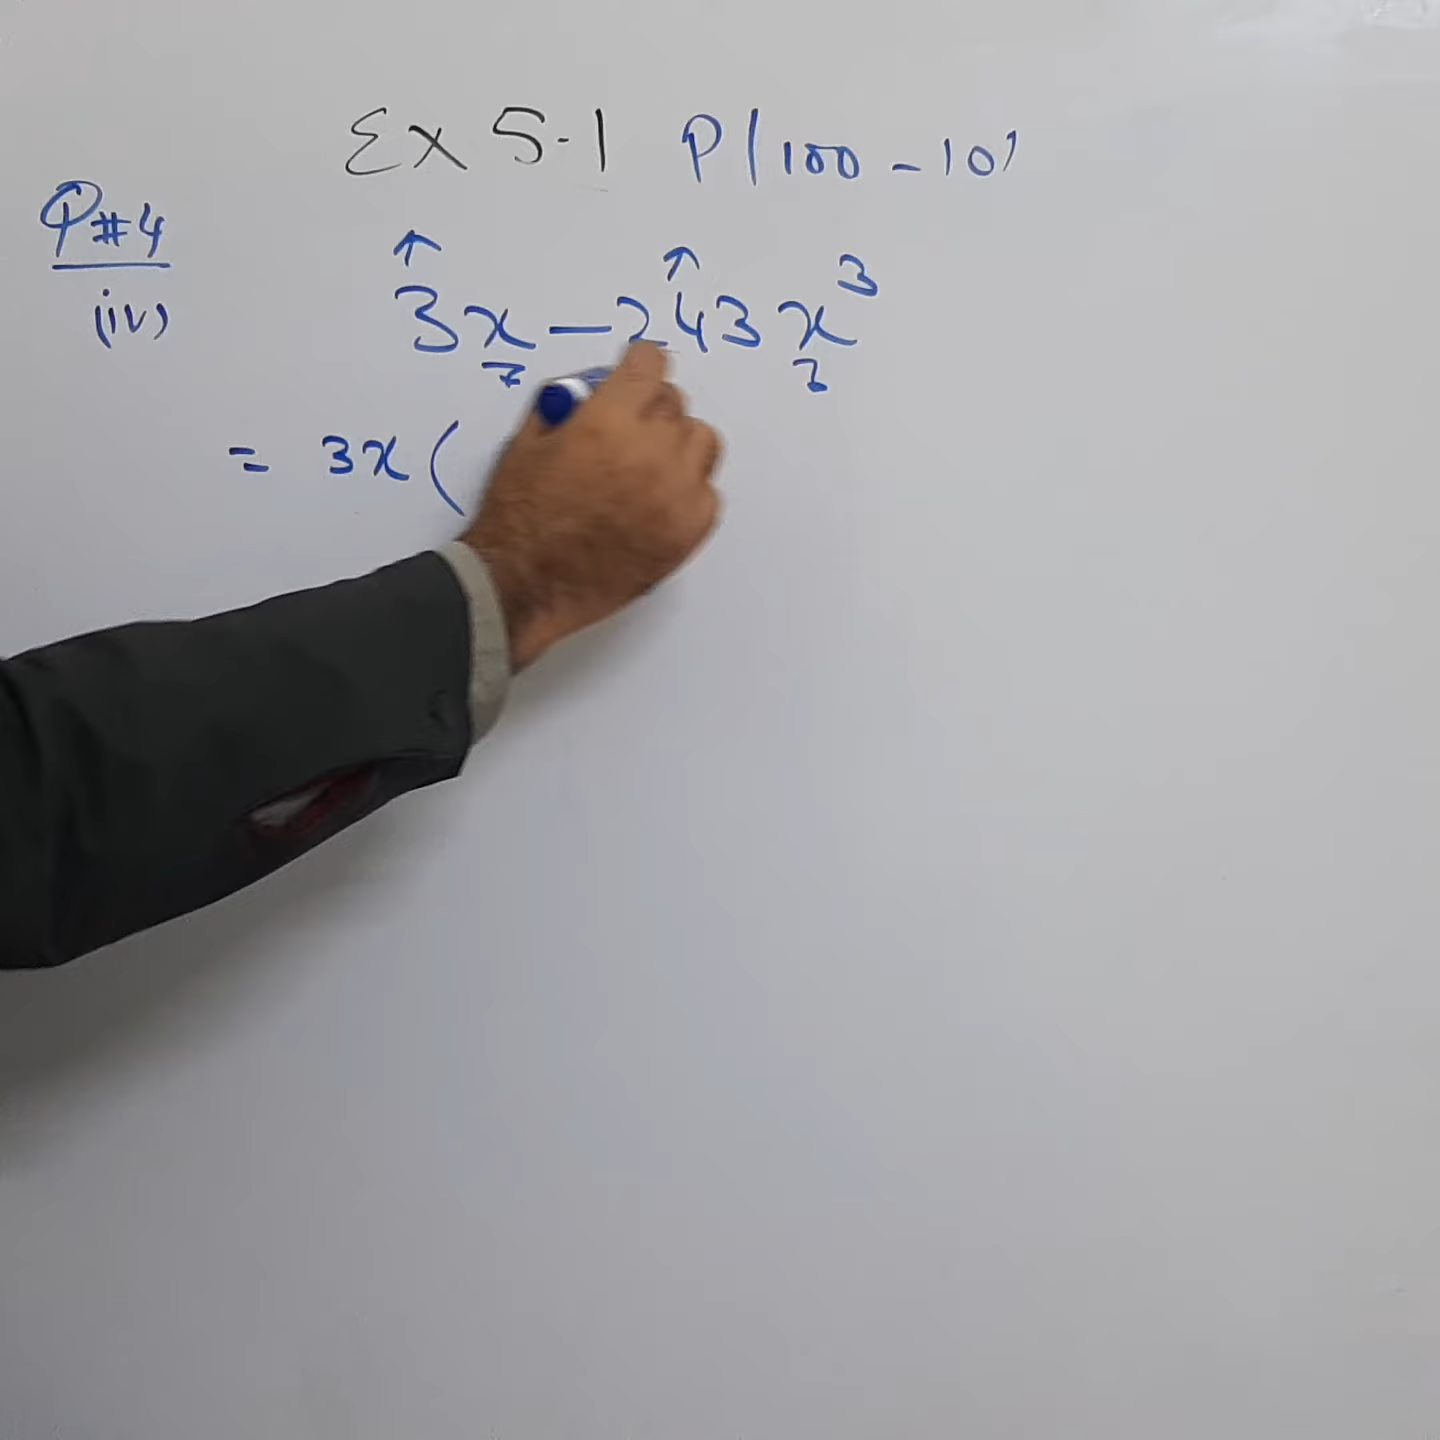 Ex 5.1 P/100-101
Q#4
(iv) 3x - 243x³
= 3x (